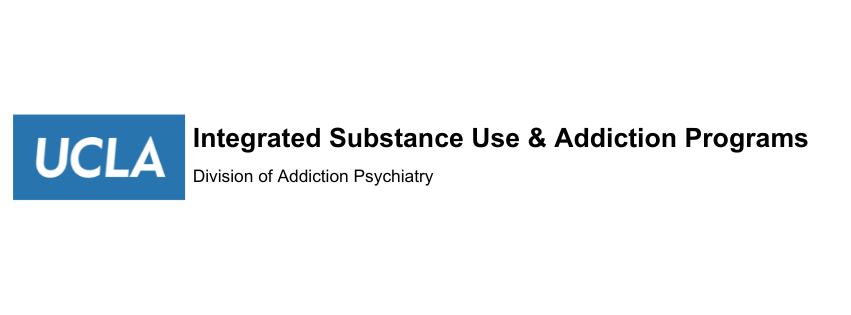 UCLA
Integrated Substance Use & Addiction Programs
Division of Addiction Psychiatry